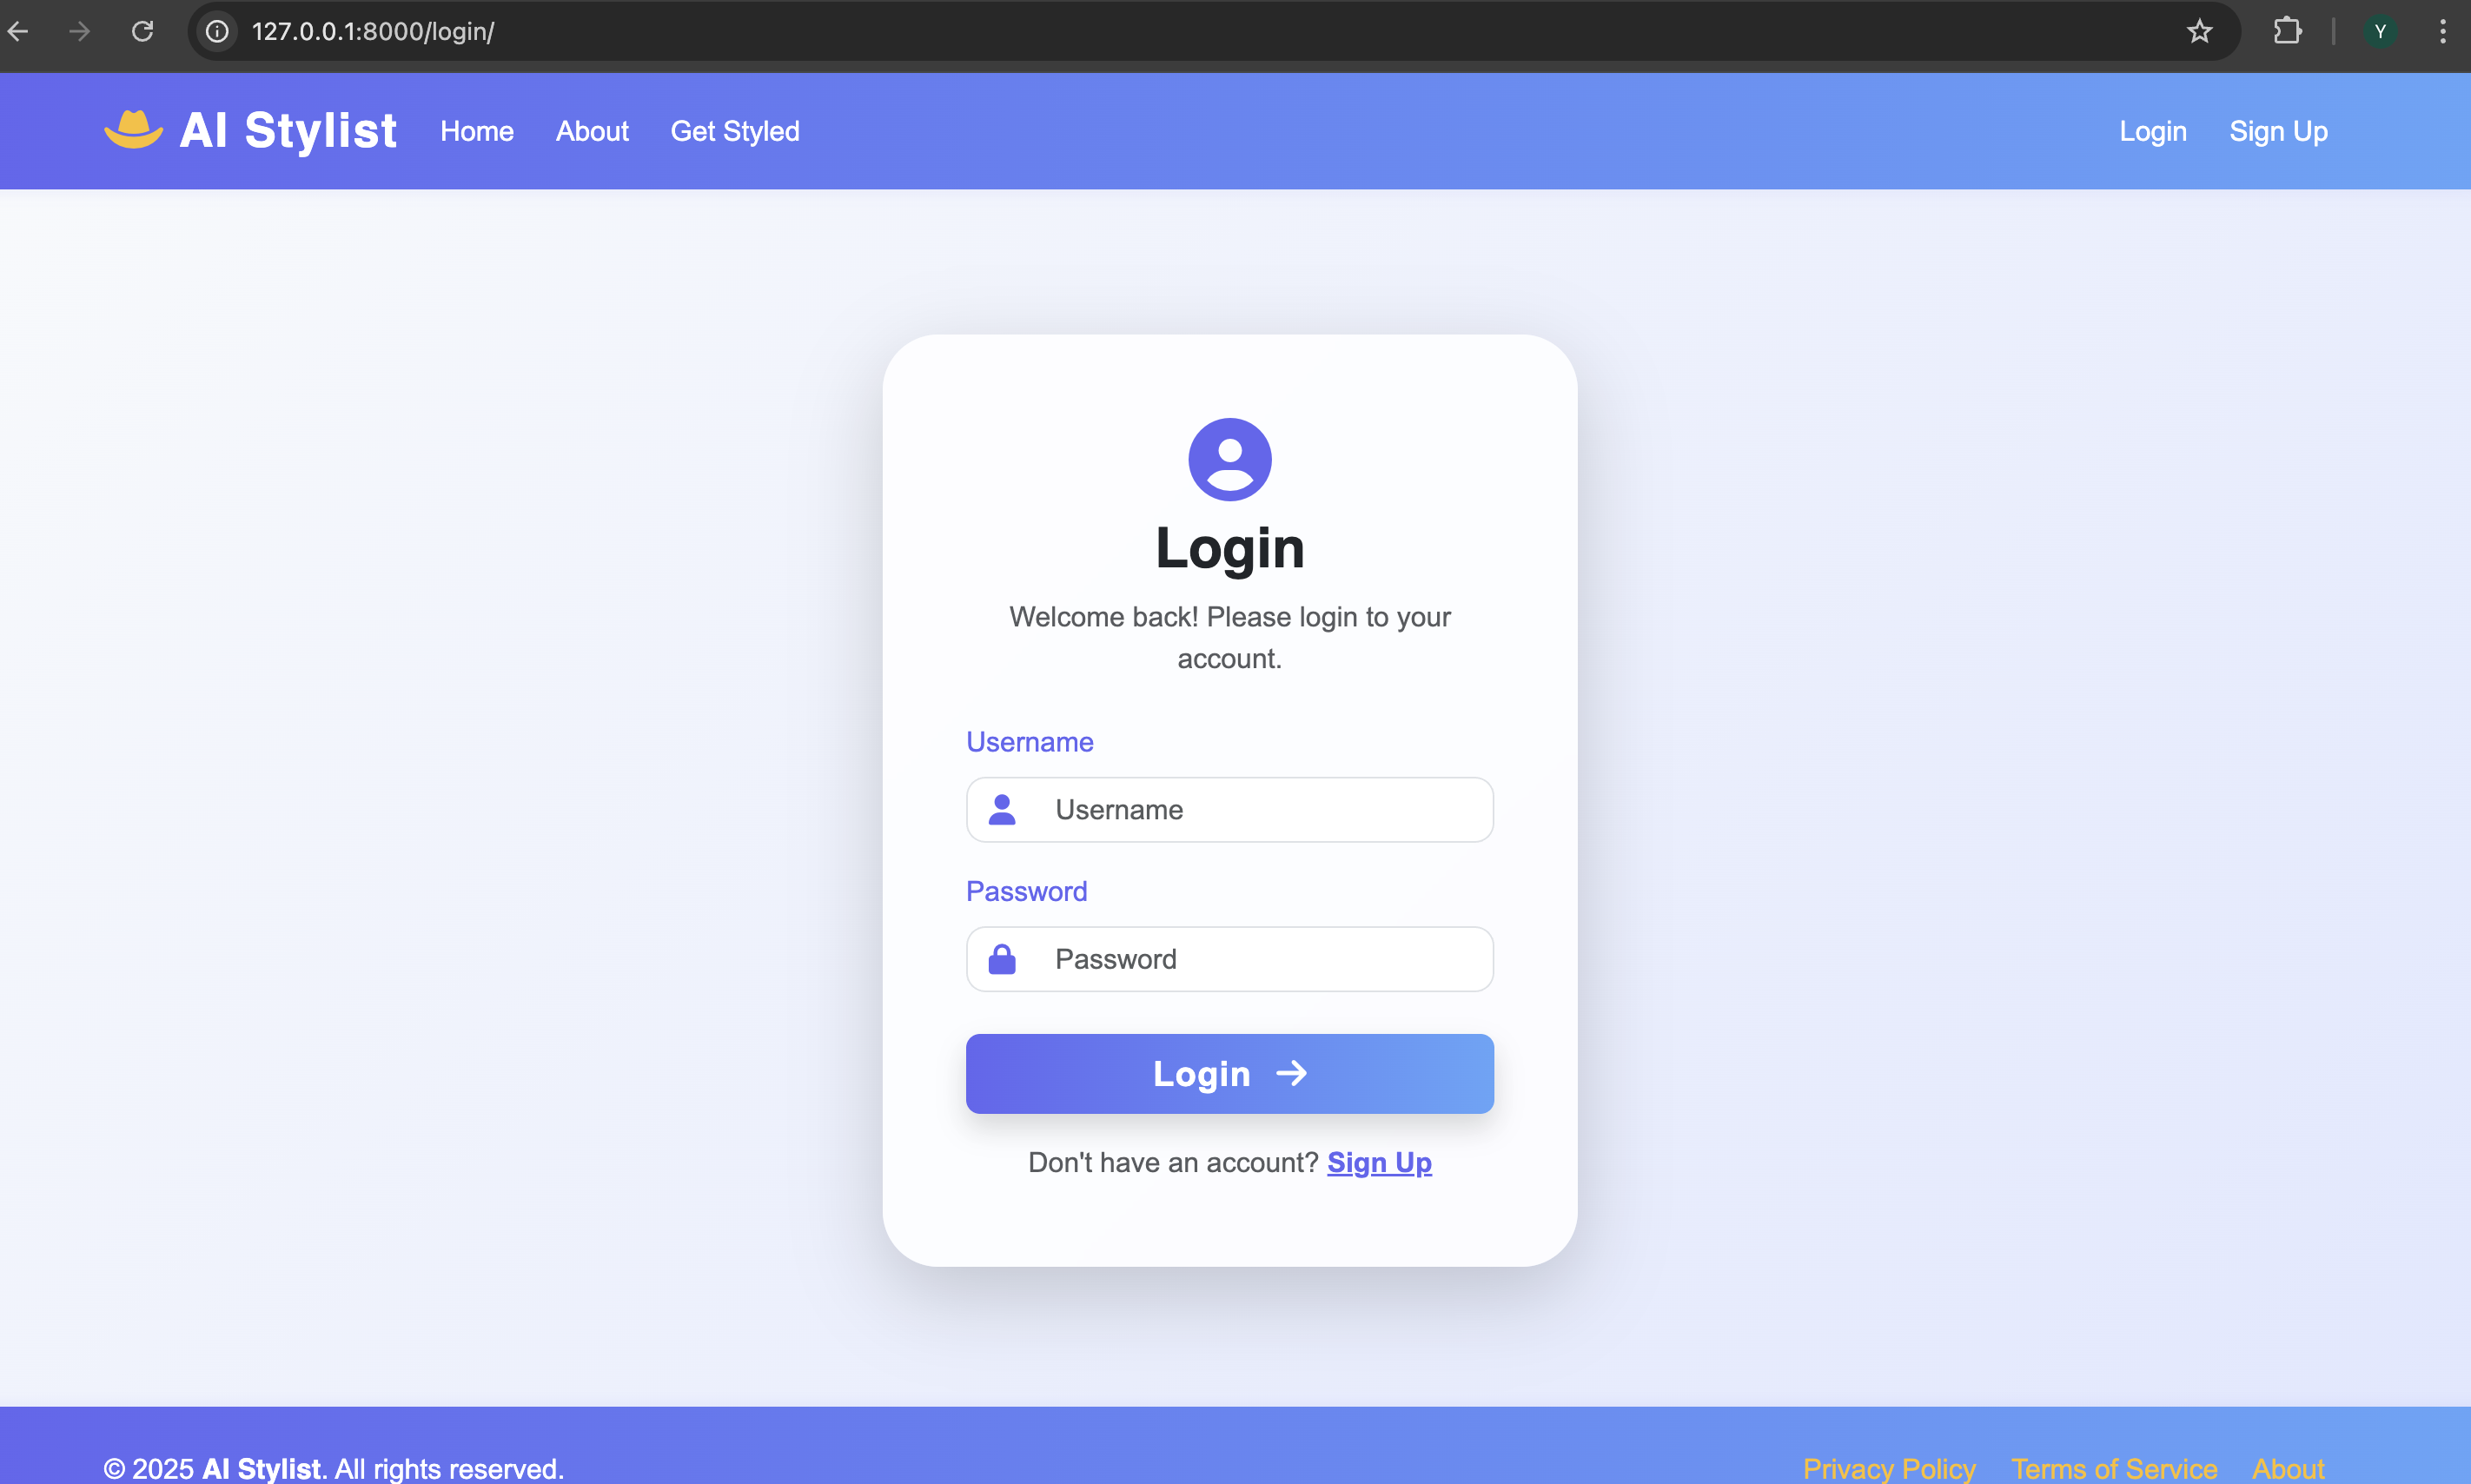 127.0.0.1:8000/login/
Y
AI Stylist Home About Get Styled Login Sign Up
Login
Welcome back! Please login to your
account.
Username
Username
Password
Password
Login →
Don't have an account? Sign Up
© 2025 AI Stylist. All rights reserved. Privacy Policy Terms of Service About